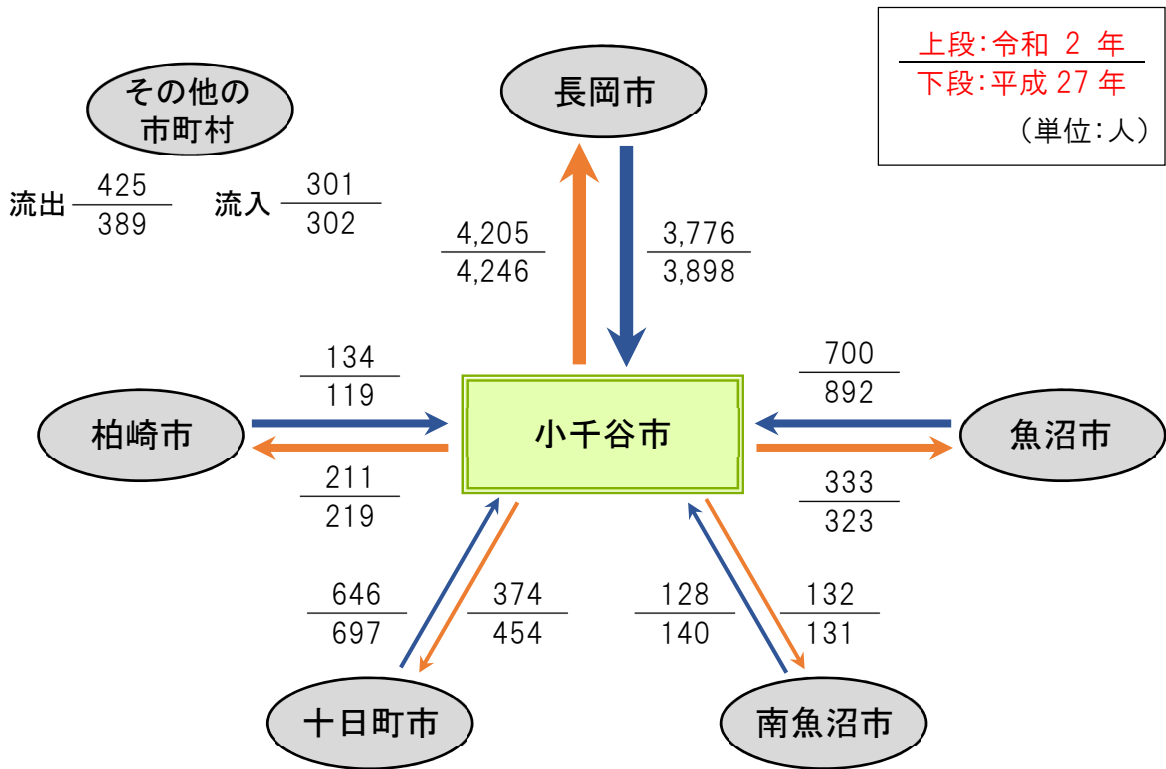 上段:令和 2 年
下段:平成 27 年
(単位:人)
その他の
市町村
流出 425
389
流入 301
302
長岡市
4,205
4,246
3,776
3,898
134
119
柏崎市
211
219
小千谷市
700
892
魚沼市
333
323
646
697
374
454
128
140
132
131
十日町市
南魚沼市